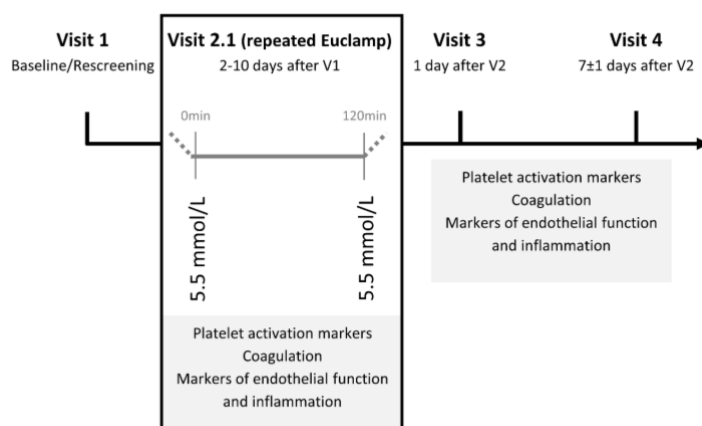 Visit 1
Baseline/Rescreening
Visit 2.1 (repeated Euclamp)
2-10 days after V1
Visit 3
1 day after V2
Visit 4
7±1 days after V2
0min
120min
5.5 mmol/L
5.5 mmol/L
Platelet activation markers
Coagulation
Markers of endothelial function
and inflammation
Platelet activation markers
Coagulation
Markers of endothelial function
and inflammation